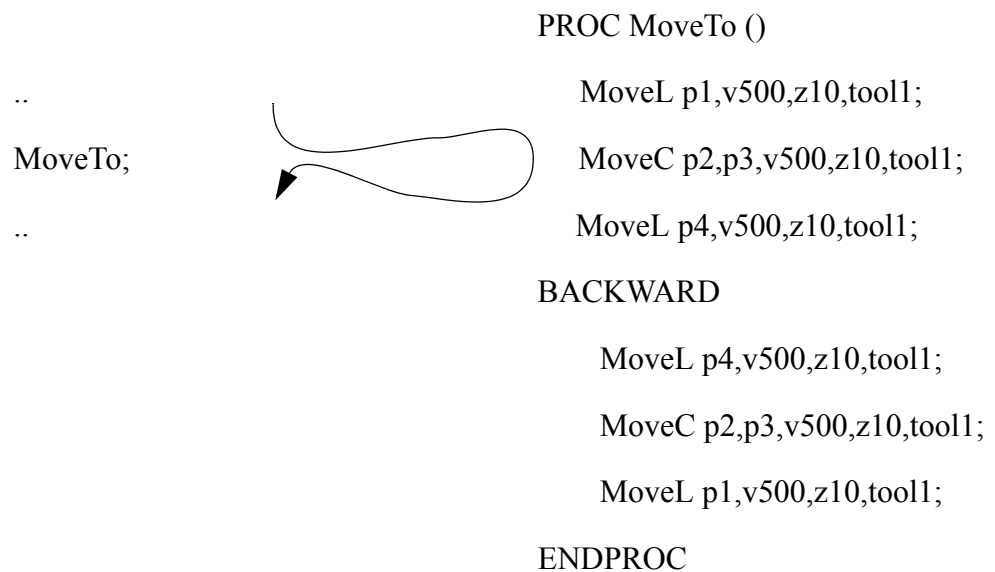 PROC MoveTo ()
.. MoveL p1,v500,z10,tool1;
MoveTo; MoveC p2,p3,v500,z10,tool1;
.. MoveL p4,v500,z10,tool1;
BACKWARD
MoveL p4,v500,z10,tool1;
MoveC p2,p3,v500,z10,tool1;
MoveL p1,v500,z10,tool1;
ENDPROC